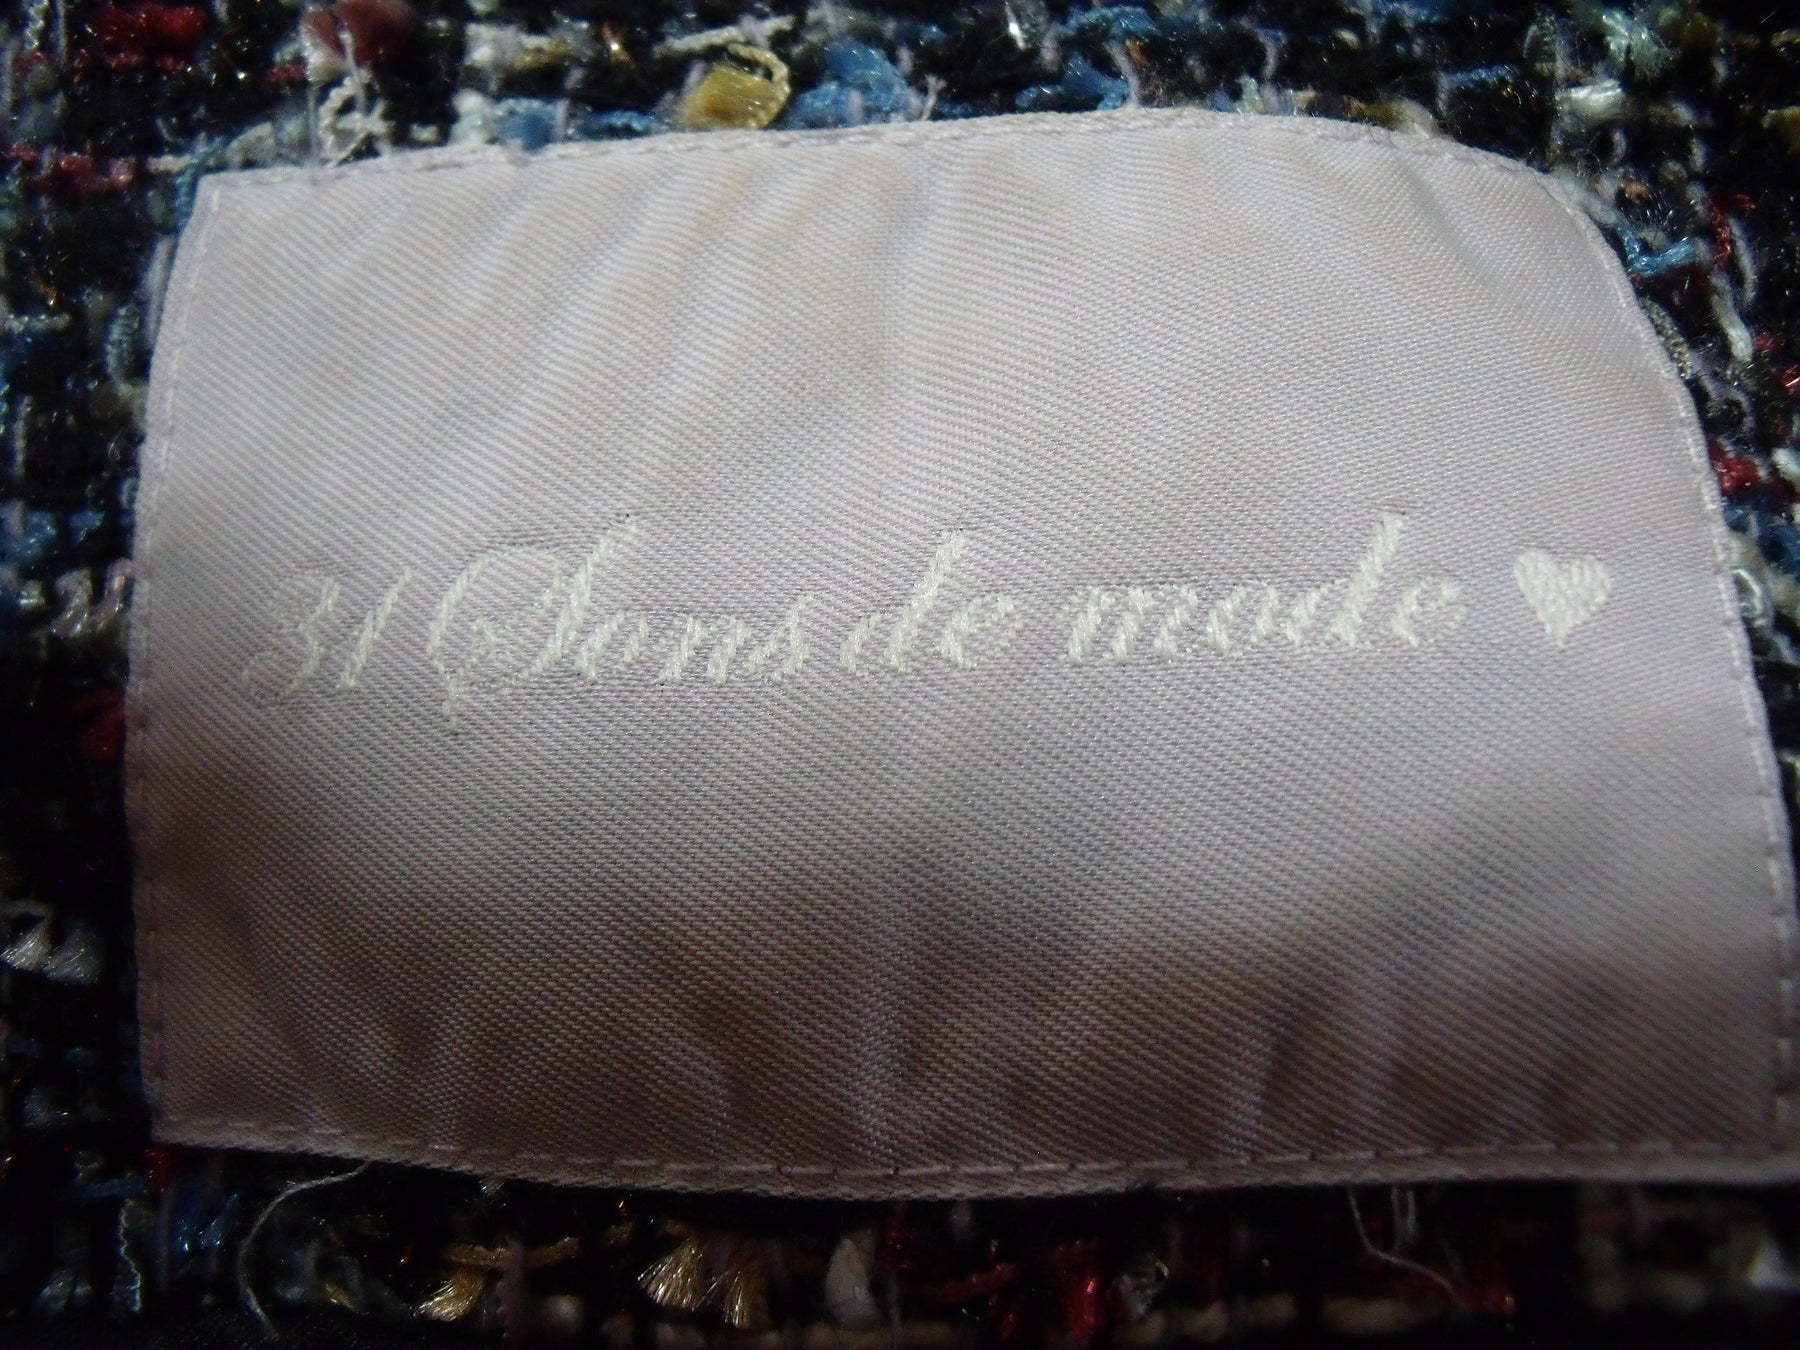 31 Sons de mode ♥